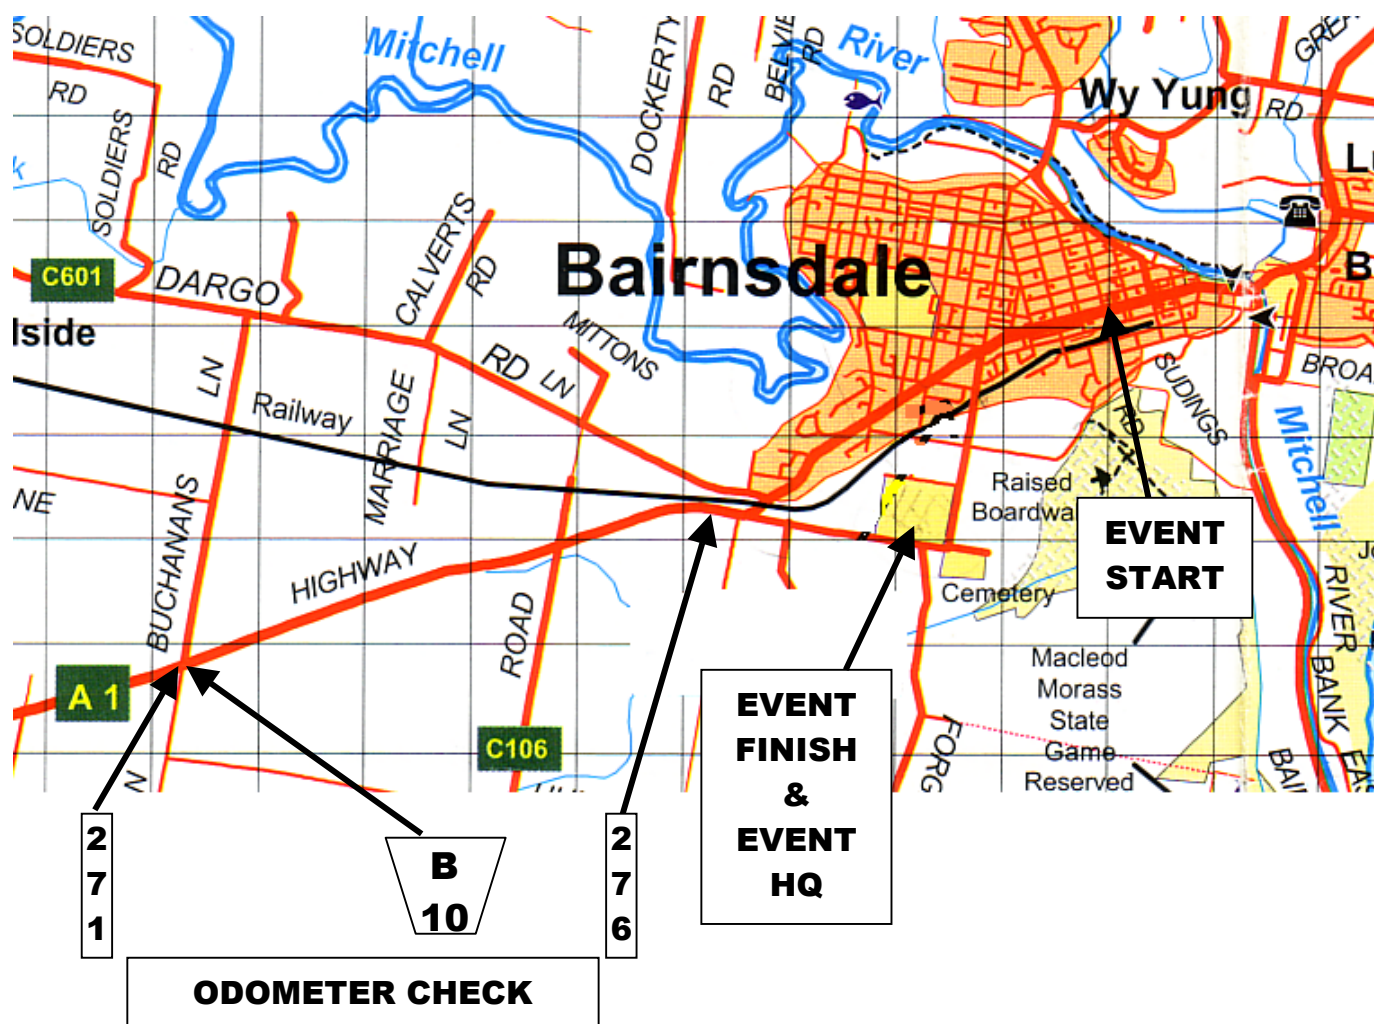 SOLDIERS
RD
SOLDIERS
RD
Mitchell
DOCKERTY
RD
RD
River
Wy Yung
RD
C601
DARGO
CALVERTS
RD
Bairnsdale
B
lside
LN
Railway
MARRIAGE
LN
RD
LN
MITTONS
SUDINGS
RD
Mitchell
NE
BUCHANANS
HIGHWAY
ROAD
Raised
Boardwa
EVENT
START
Cemetery
RIVER
BANK
Macleod
Morass
State
Game
Reserved
A 1
C106
FORG
N
EVENT
FINISH
&
EVENT
HQ
2
7
1
B
10
2
7
6
ODOMETER CHECK